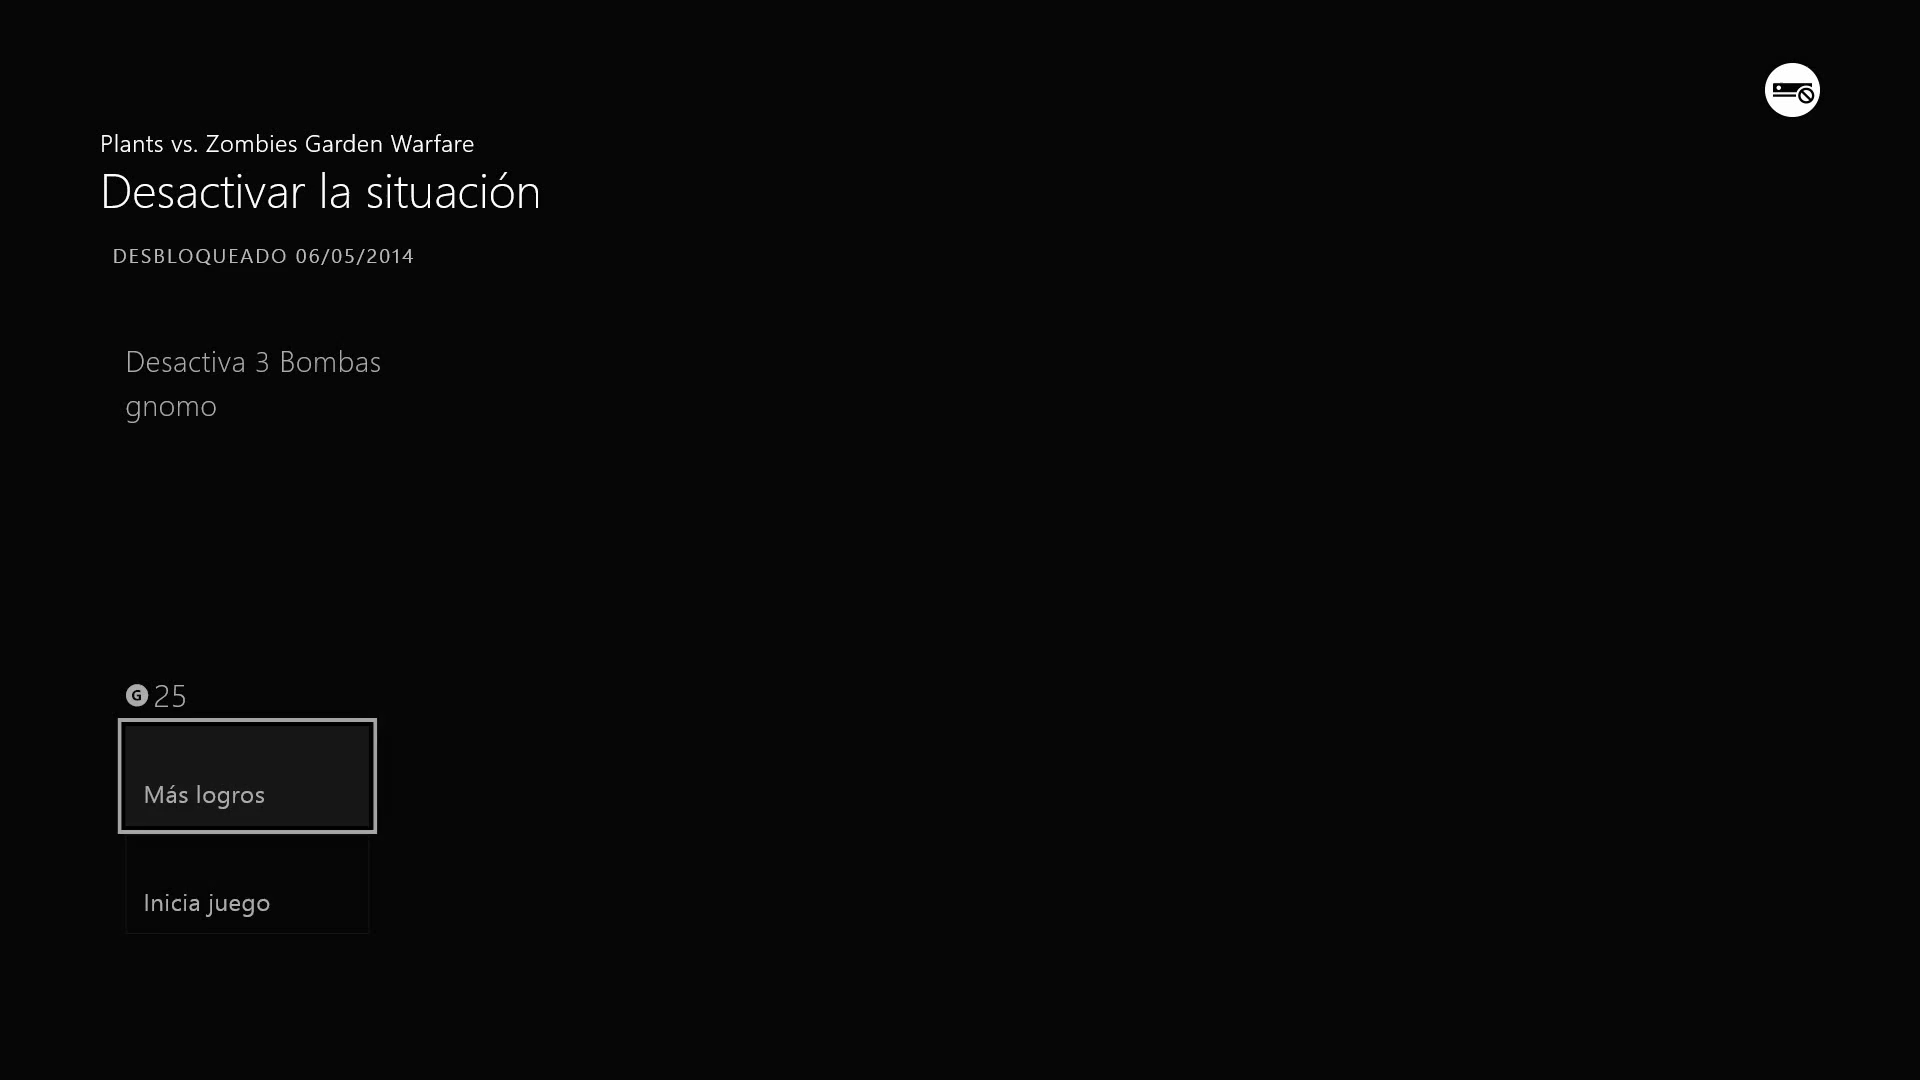 Plants vs. Zombies Garden Warfare
Desactivar la situación
DESBLOQUEADO 06/05/2014
Desactiva 3 Bombas
gnomo
G 25
Más logros
Inicia juego